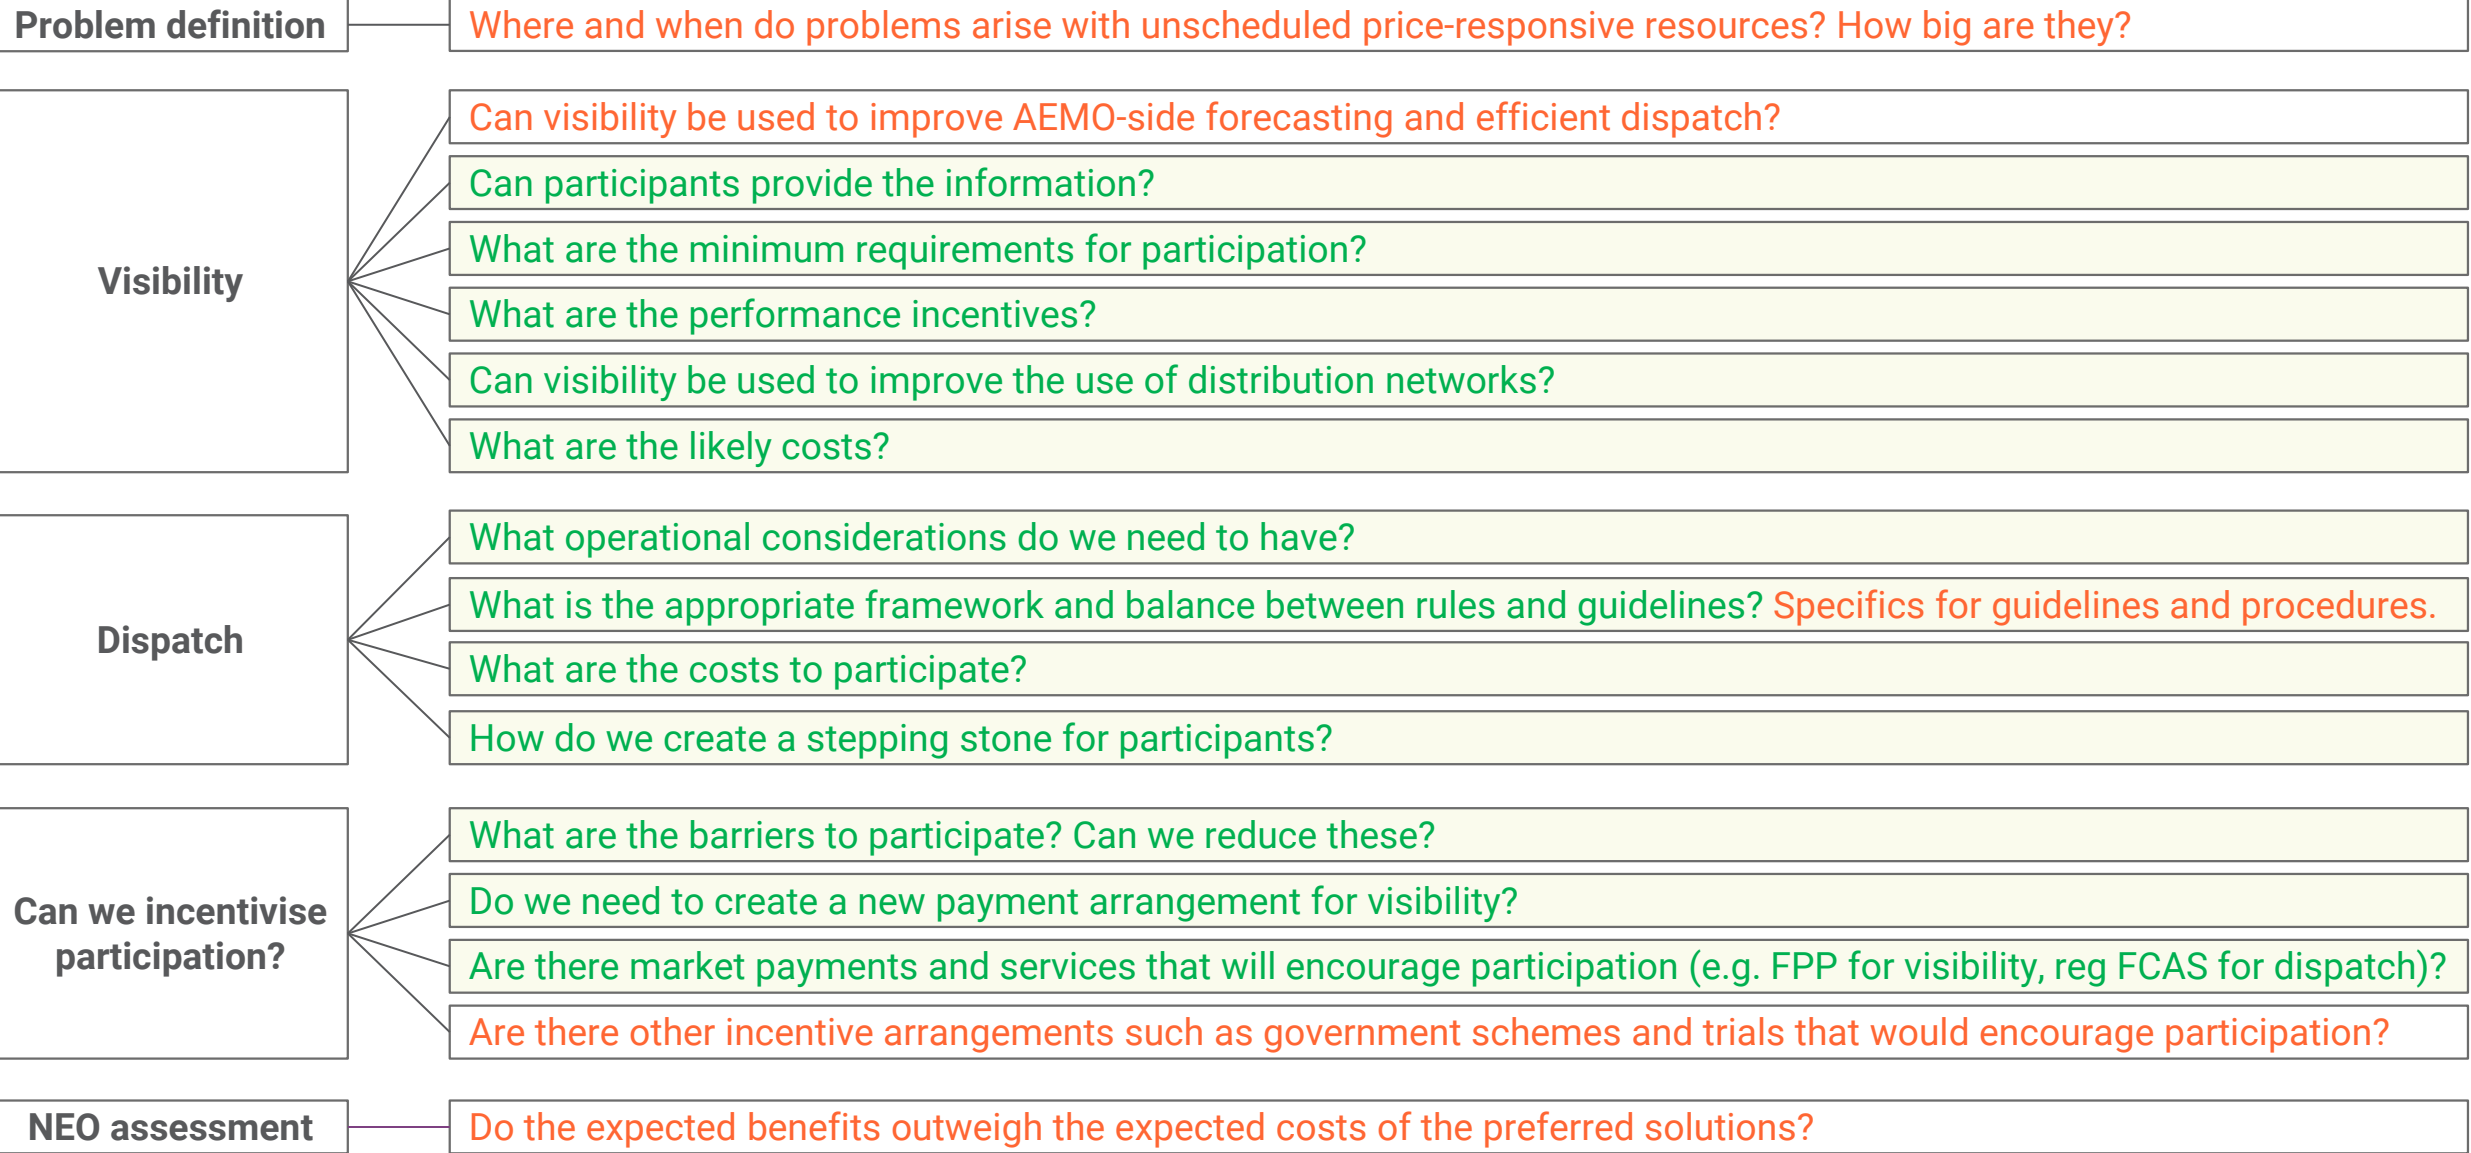 Problem definition
Where and when do problems arise with unscheduled price-responsive resources? How big are they?
Visibility
Can visibility be used to improve AEMO-side forecasting and efficient dispatch?
Can participants provide the information?
What are the minimum requirements for participation?
What are the performance incentives?
Can visibility be used to improve the use of distribution networks?
What are the likely costs?
Dispatch
What operational considerations do we need to have?
What is the appropriate framework and balance between rules and guidelines? Specifics for guidelines and procedures.
What are the costs to participate?
How do we create a stepping stone for participants?
Can we incentivise
participation?
What are the barriers to participate? Can we reduce these?
Do we need to create a new payment arrangement for visibility?
Are there market payments and services that will encourage participation (e.g. FPP for visibility, reg FCAS for dispatch)?
Are there other incentive arrangements such as government schemes and trials that would encourage participation?
NEO assessment
Do the expected benefits outweigh the expected costs of the preferred solutions?